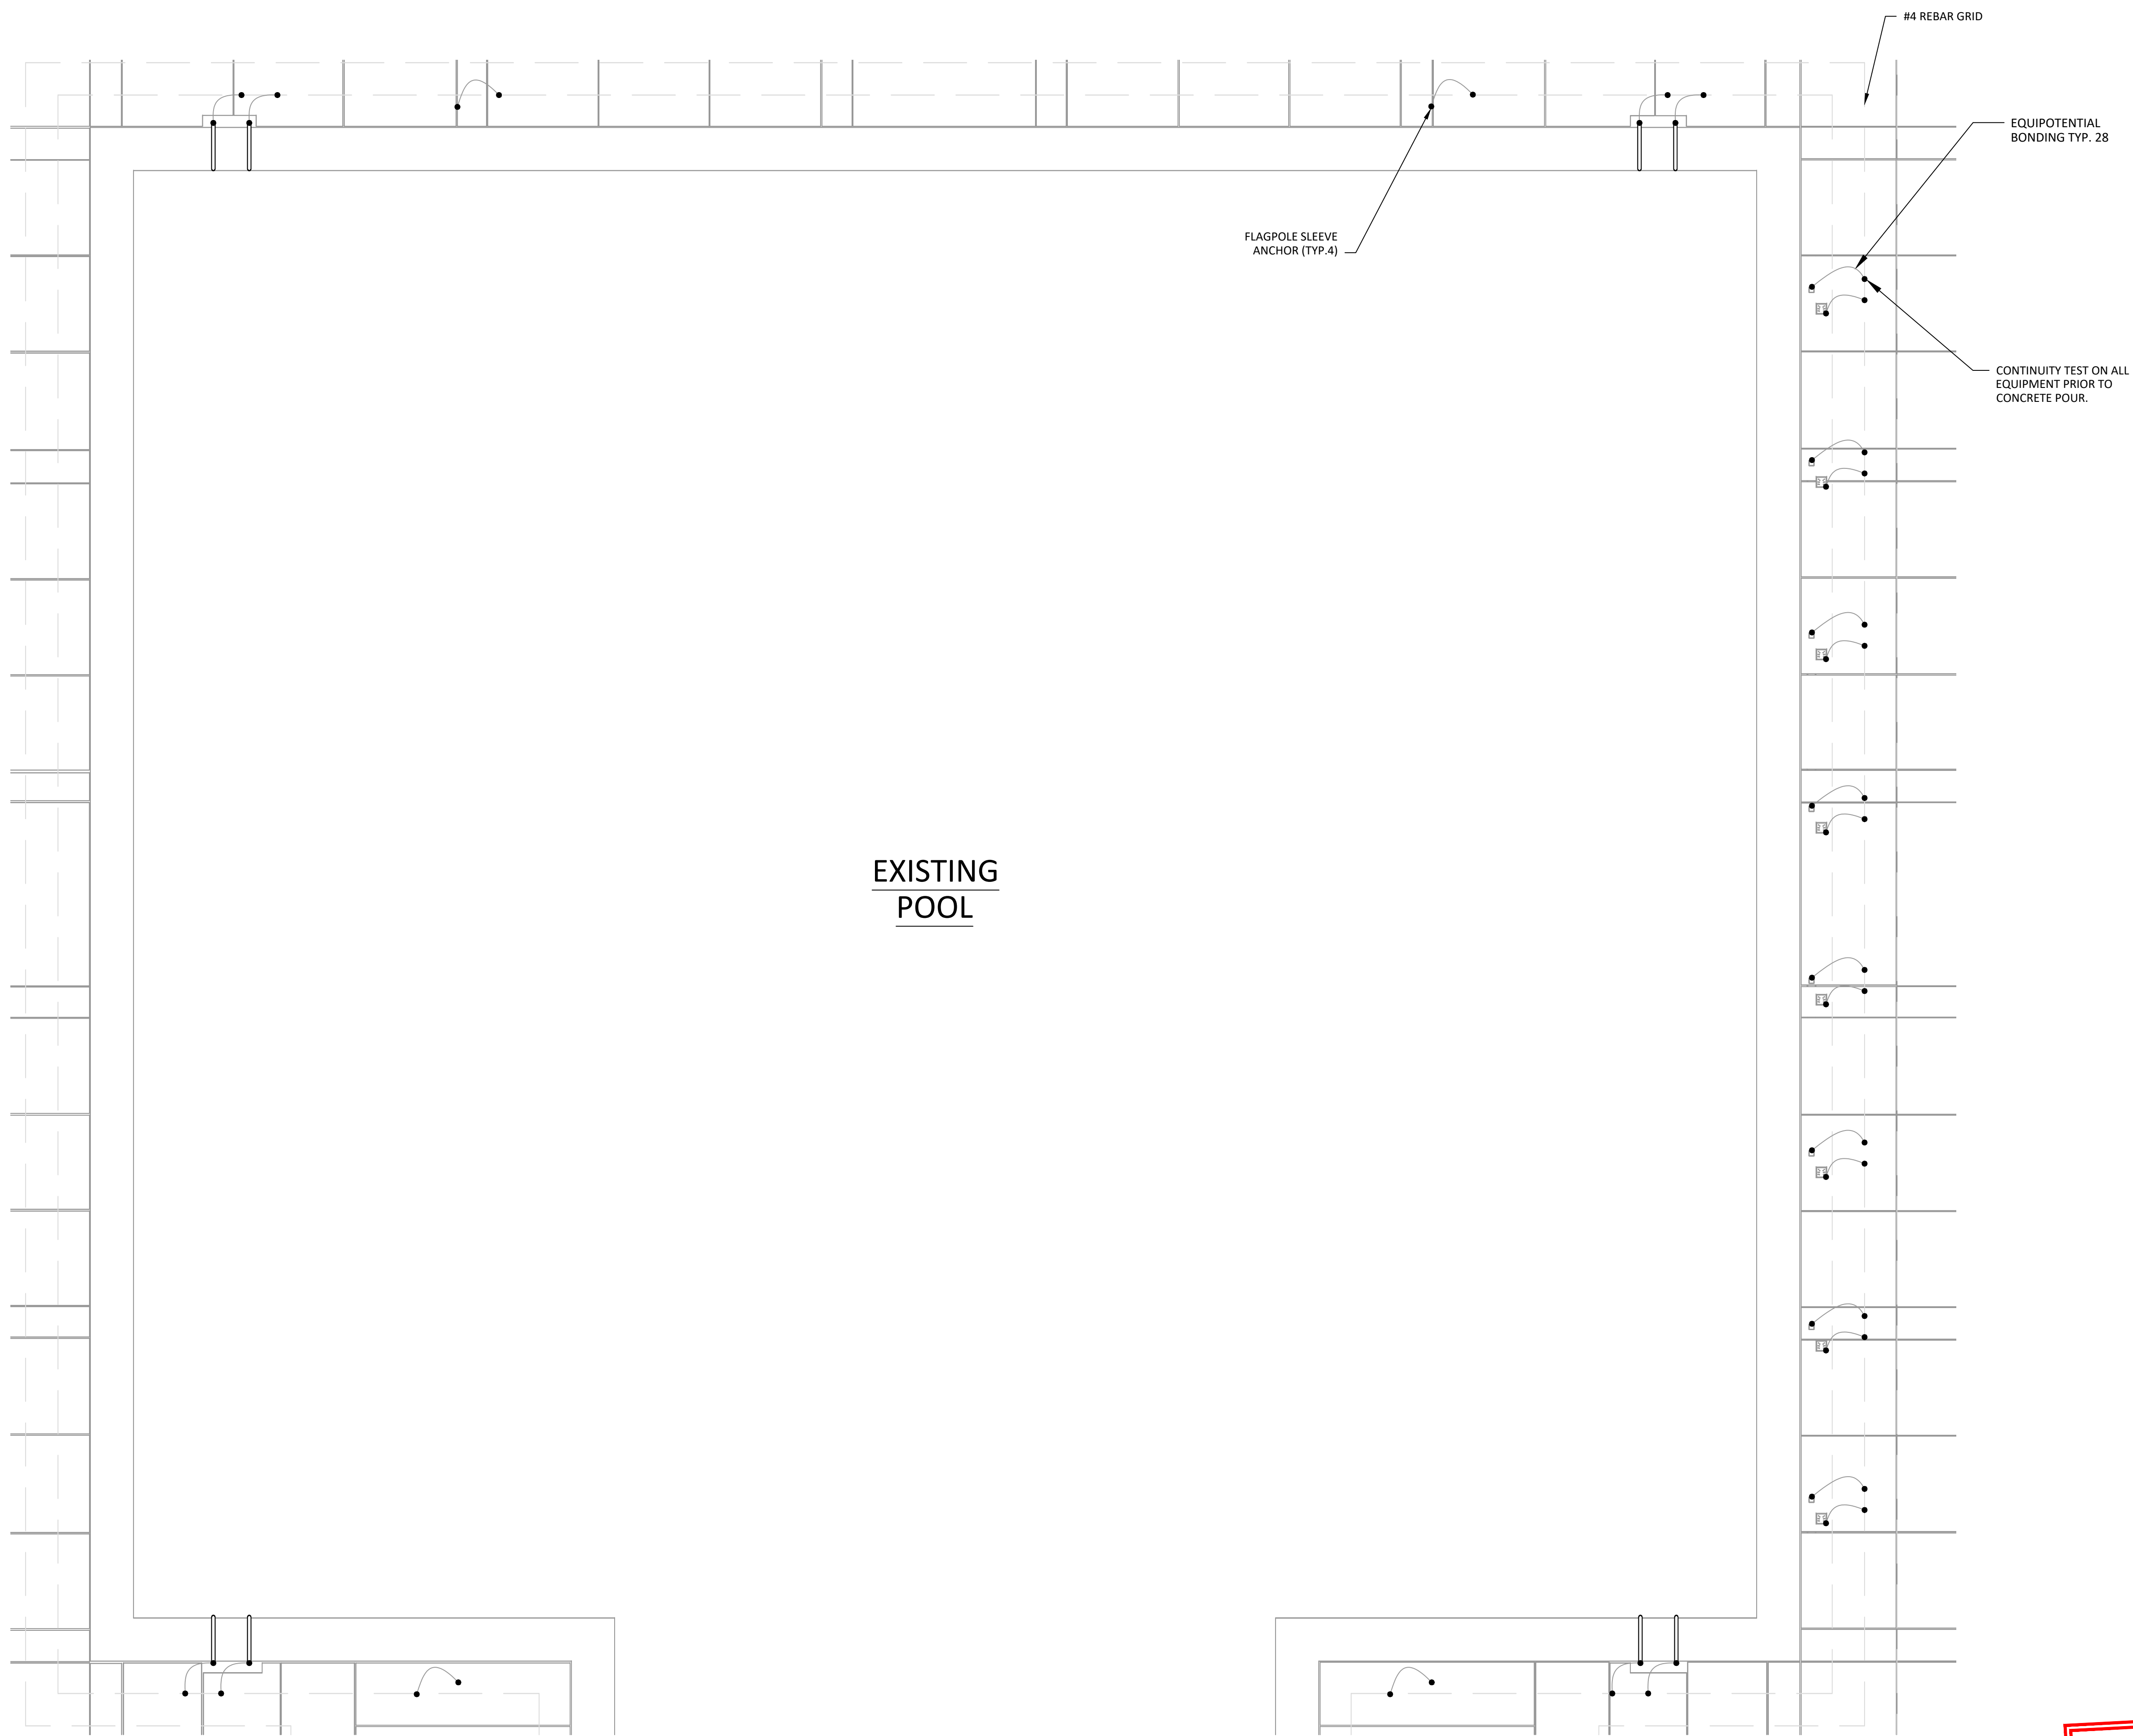 #4 REBAR GRID
EQUIPOTENTIAL
BONDING TYP. 28
FLAGPOLE SLEEVE
ANCHOR (TYP.4)
CONTINUITY TEST ON ALL
EQUIPMENT PRIOR TO
CONCRETE POUR.
EXISTING
POOL